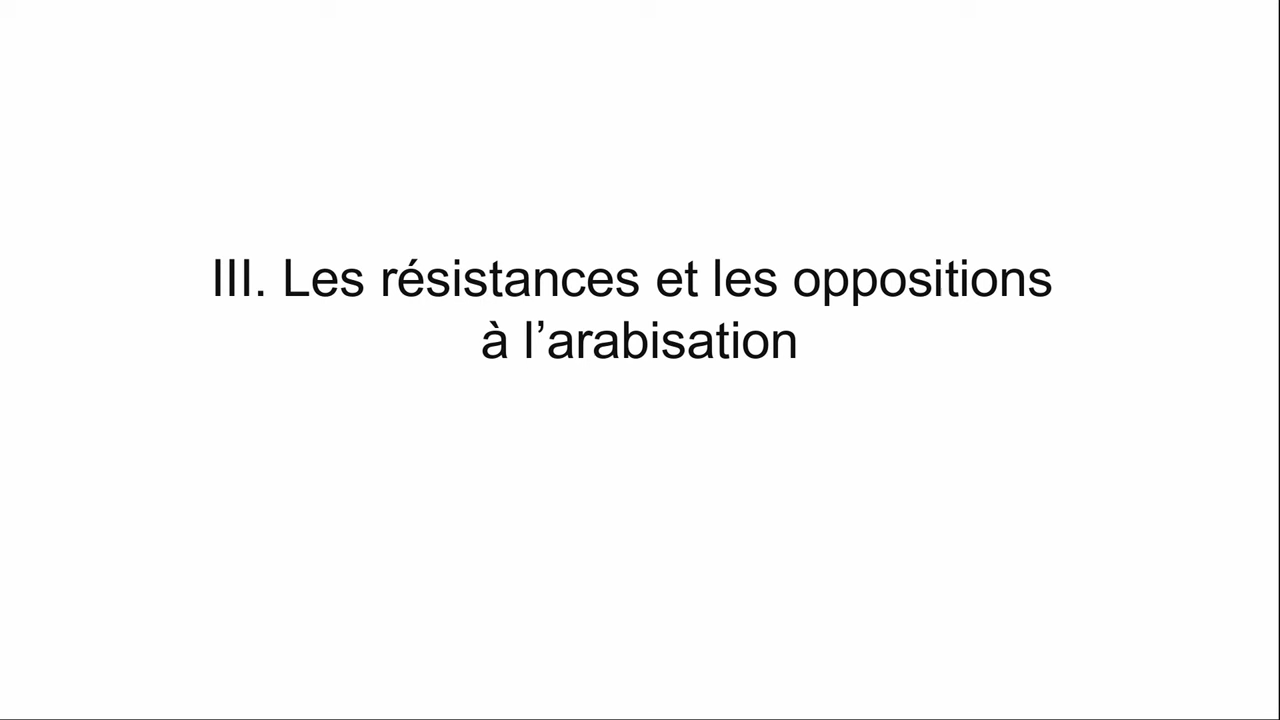 III. Les résistances et les oppositions
à l’arabisation